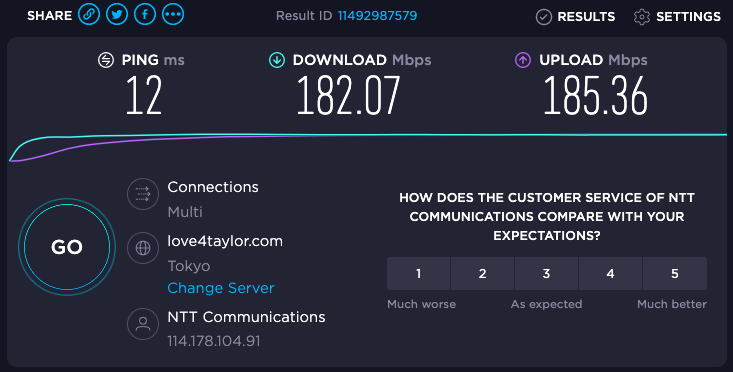 SHARE
Result ID 11492987579
RESULTS
SETTINGS
PING ms
12
DOWNLOAD Mbps
182.07
UPLOAD Mbps
185.36
GO
Connections
Multi
love4taylor.com
Tokyo
Change Server
NTT Communications
114.178.104.91
HOW DOES THE CUSTOMER SERVICE OF NTT
COMMUNICATIONS COMPARE WITH YOUR
EXPECTATIONS?
1 2 3 4 5
Much worse As expected Much better